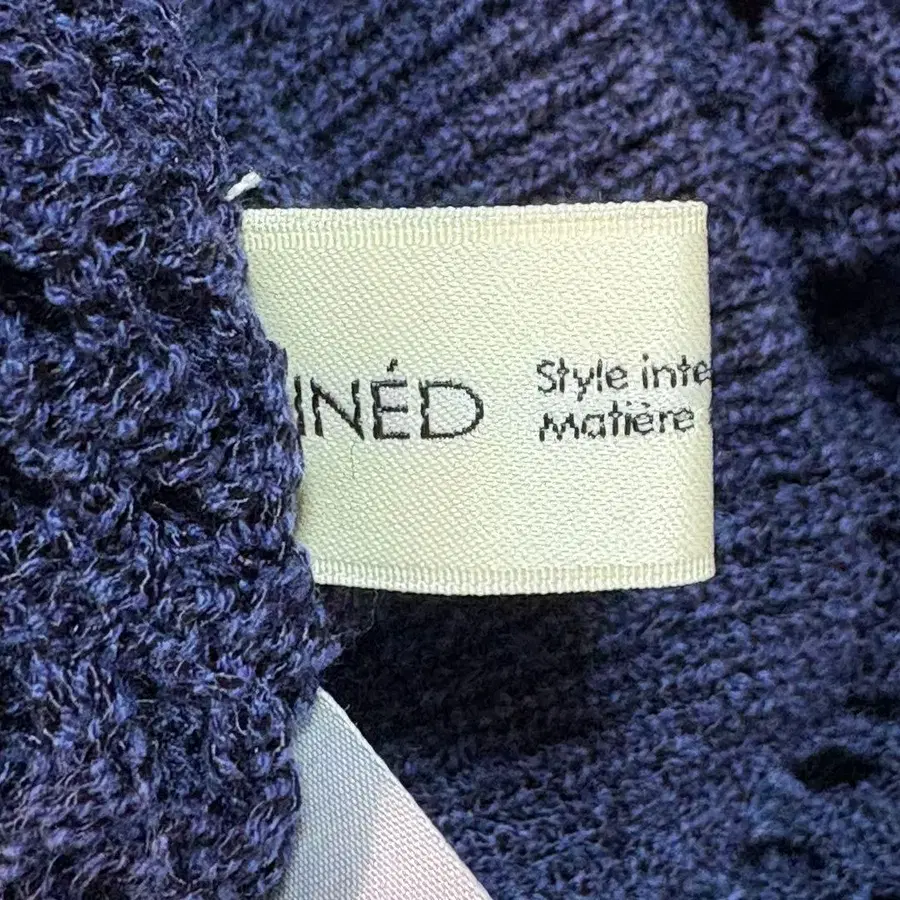 INÉD
Style inte
matière